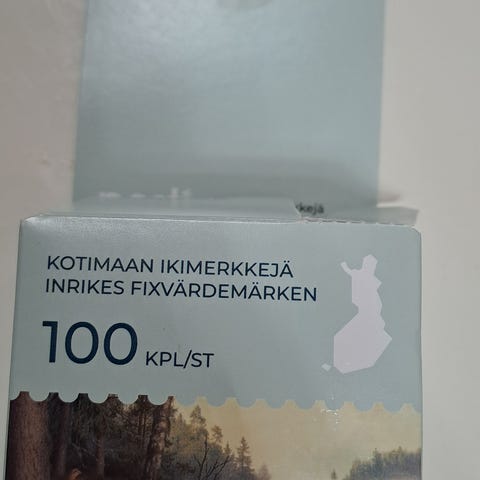 KOTIMAAN IKIMERKKEJÄ
INRIKES FIXVÄRDEMÄRKEN
100 KPL/ST